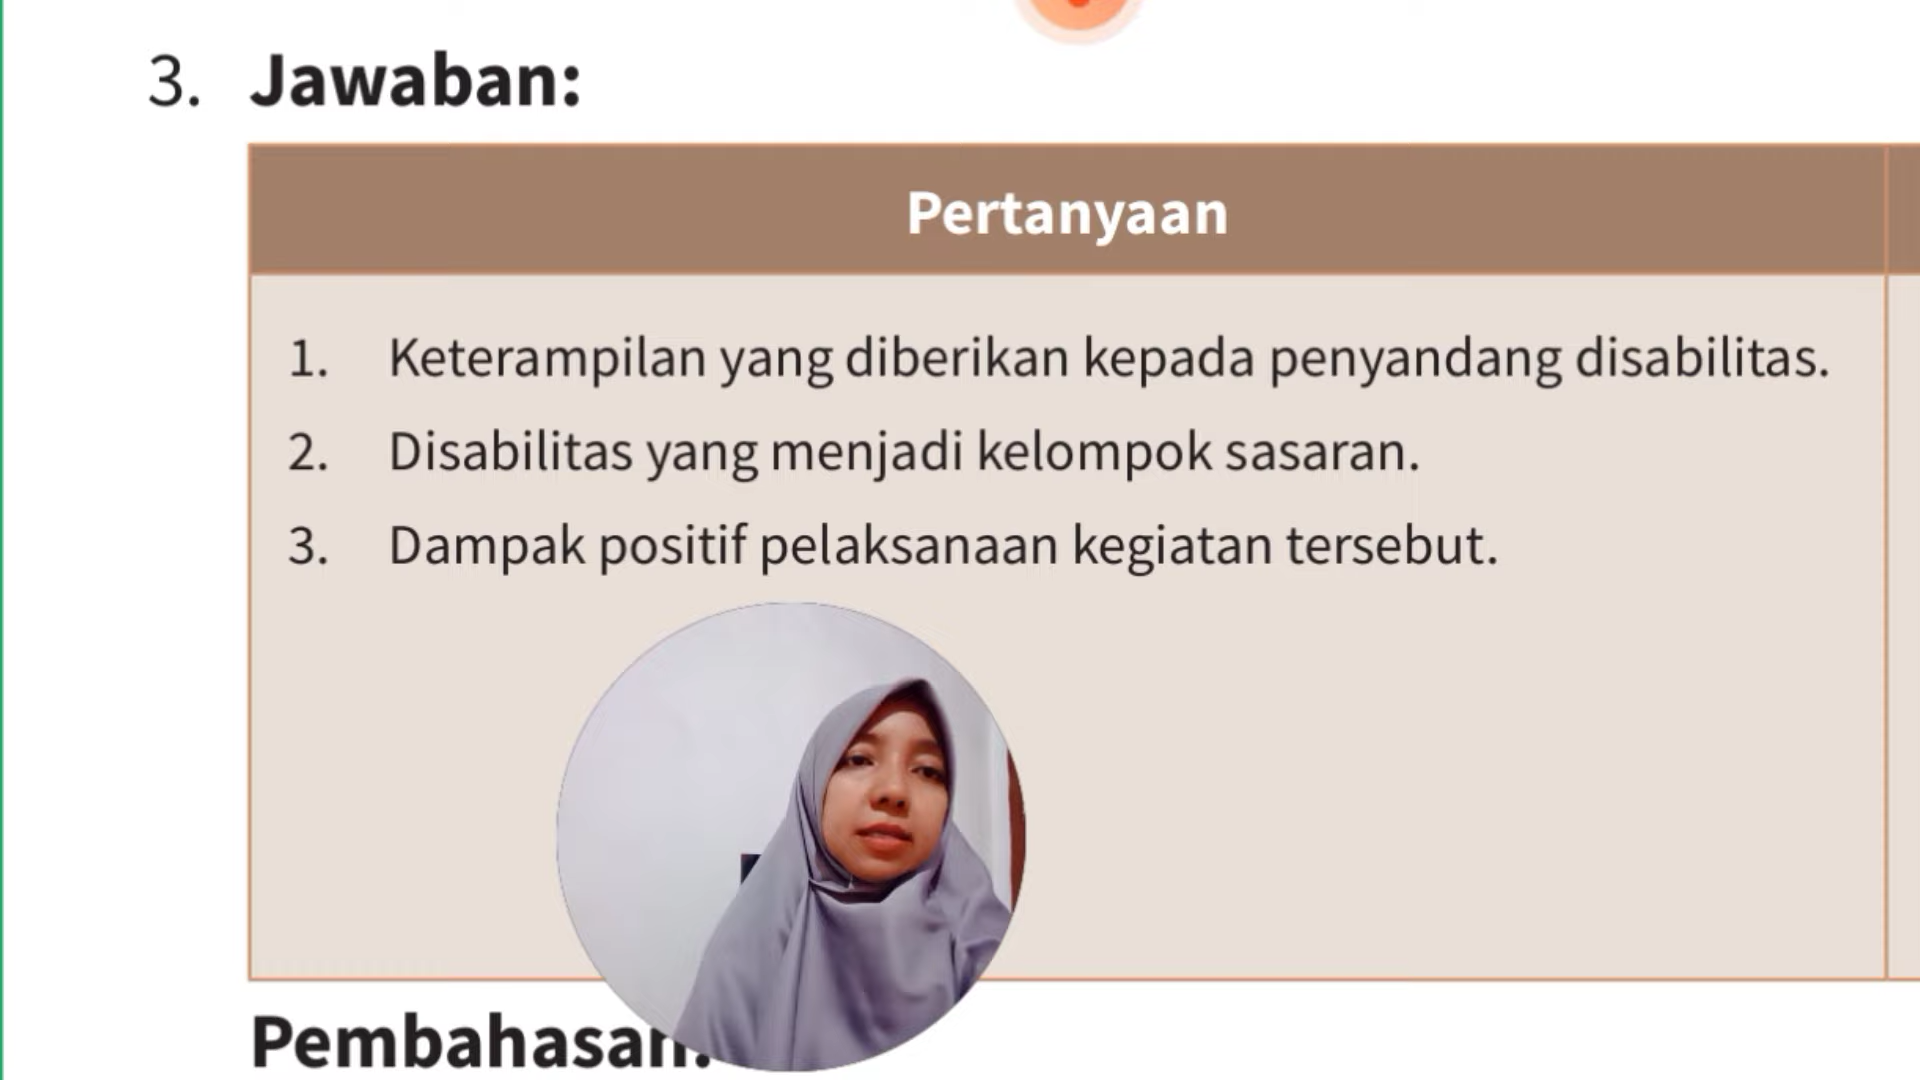 3. Jawaban:
Pertanyaan
1. Keterampilan yang diberikan kepada penyandang disabilitas.
2. Disabilitas yang menjadi kelompok sasaran.
3. Dampak positif pelaksanaan kegiatan tersebut.
Pembahasan: